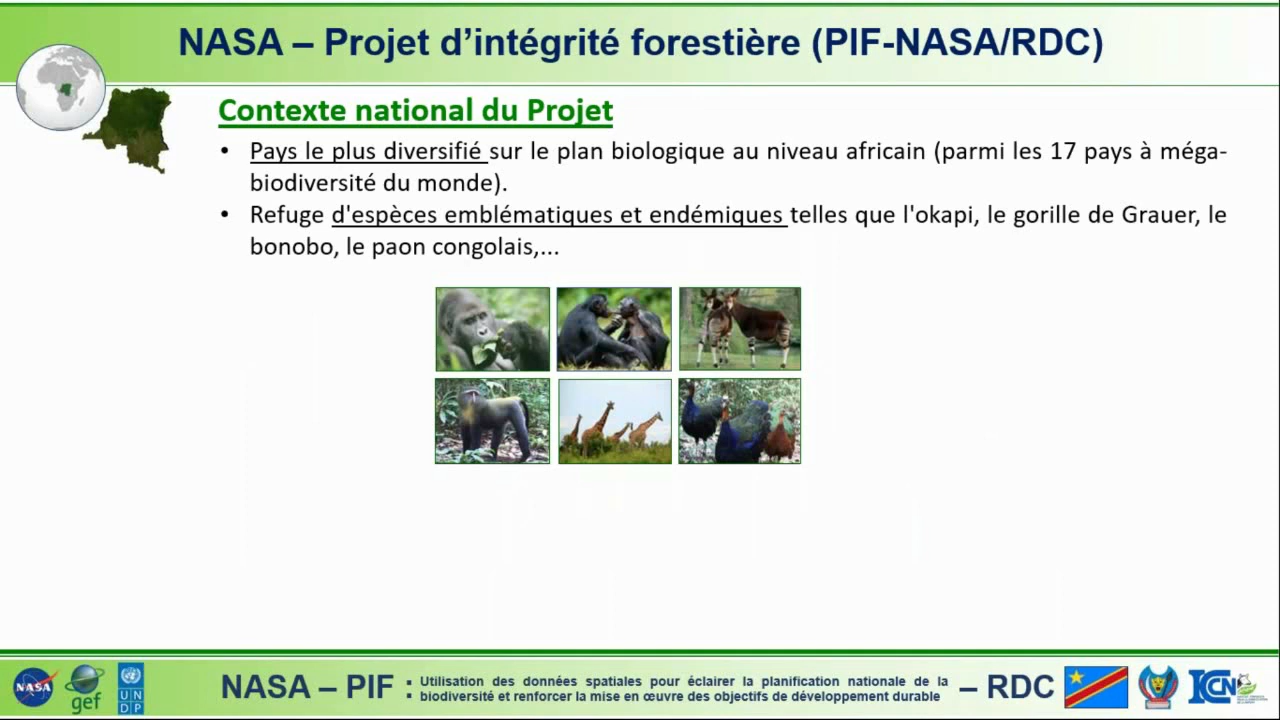 NASA – Projet d'intégrité forestière (PIF-NASA/RDC)
Contexte national du Projet
• Pays le plus diversifié sur le plan biologique au niveau africain (parmi les 17 pays à méga-
biodiversité du monde).
• Refuge d'espèces emblématiques et endémiques telles que l'okapi, le gorille de Grauer, le
bonobo, le paon congolais,...
NASA
gef
U N
D P
NASA – PIF : Utilisation des données spatiales pour éclairer la planification nationale de la
biodiversité et renforcer la mise en œuvre des objectifs de développement durable – RDC
ICCN